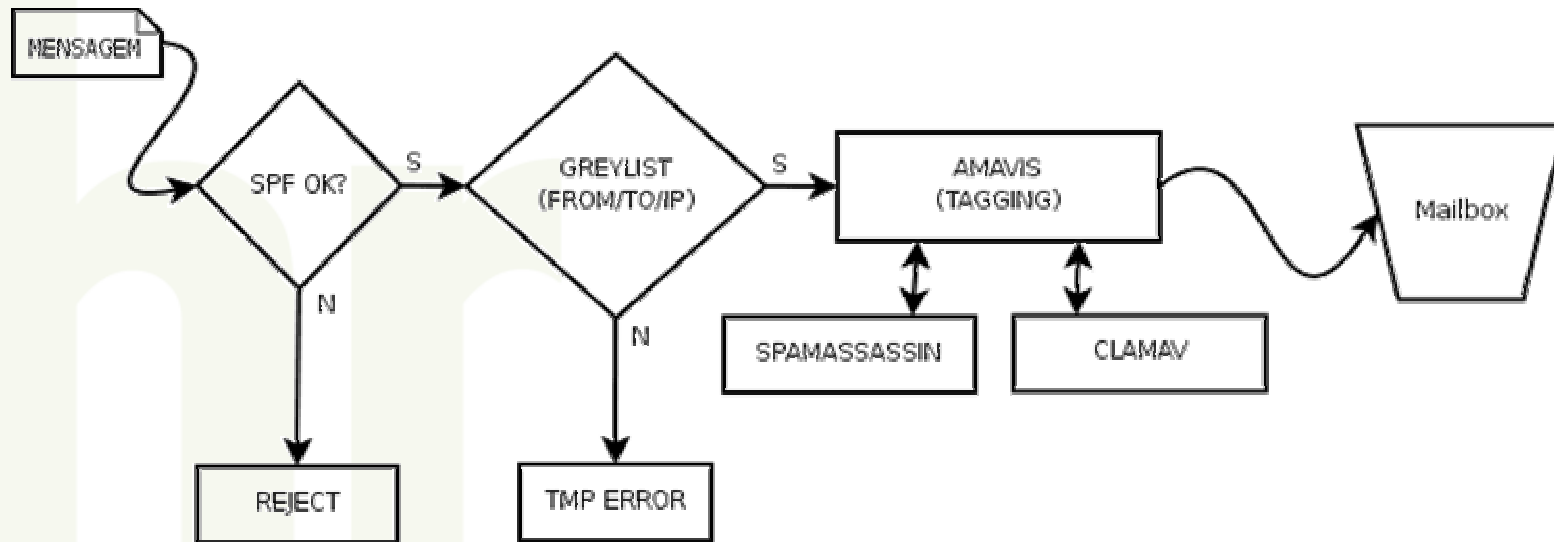 MENSAGEM
SPF OK?
S
N
REJECT
GREYLIST
(FROM/TO/IP)
S
N
TMP ERROR
AMAVIS
(TAGGING)
SPAMASSASSIN
CLAMAV
Mailbox